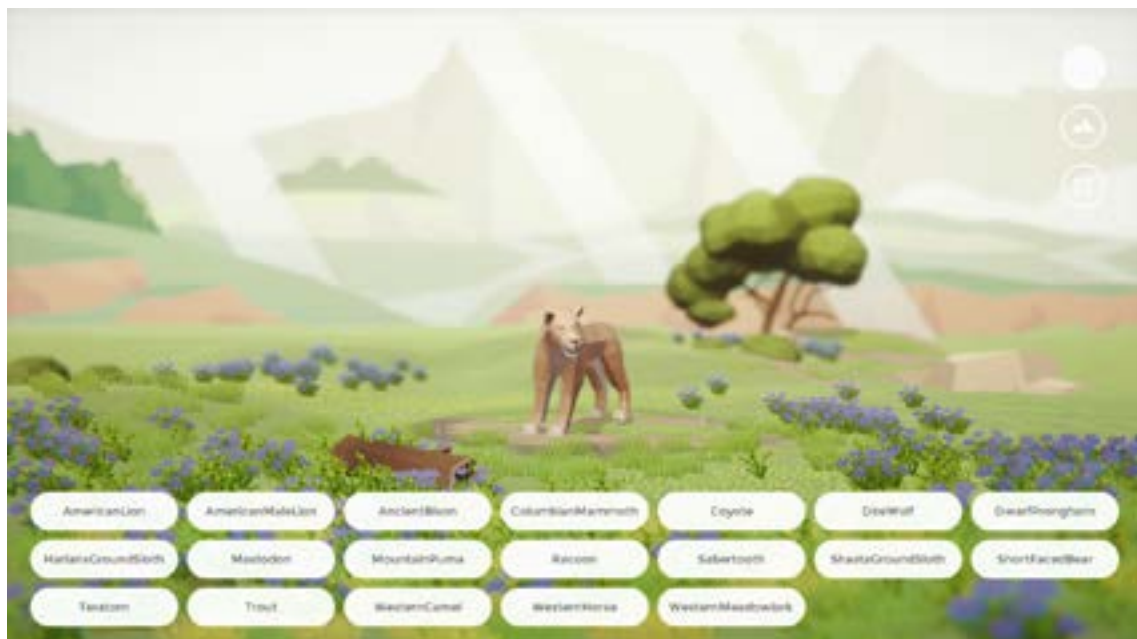 AmericanLion AmericanMaleLion AncientBison ColumbianMammoth Coyote DireWolf DwarfPronghorn
HarlansGroundSloth Mastodon MountainPuma Racoon Sabertooth ShastaGroundSloth ShortFacedBear
Teratorn Trout WesternCamel WesternHorse WesternMeadowlark